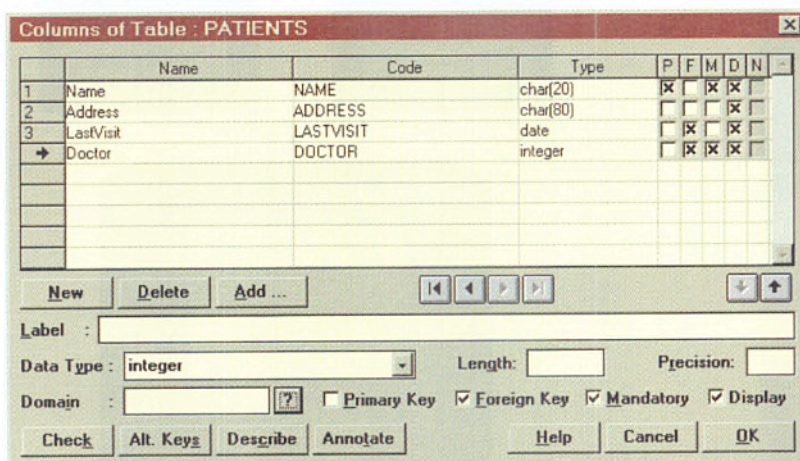 Columns of Table : PATIENTS
Name Code Type P F M D N
1 Name NAME char(20)
2 Address ADDRESS char(80)
3 LastVisit LASTVISIT date
Doctor DOCTOR integer
New Delete Add ...
Label :
Data Type : integer Length: Precision:
Domain : ? Primary Key Foreign Key Mandatory Display
Check Alt. Keys Describe Annotate Help Cancel OK